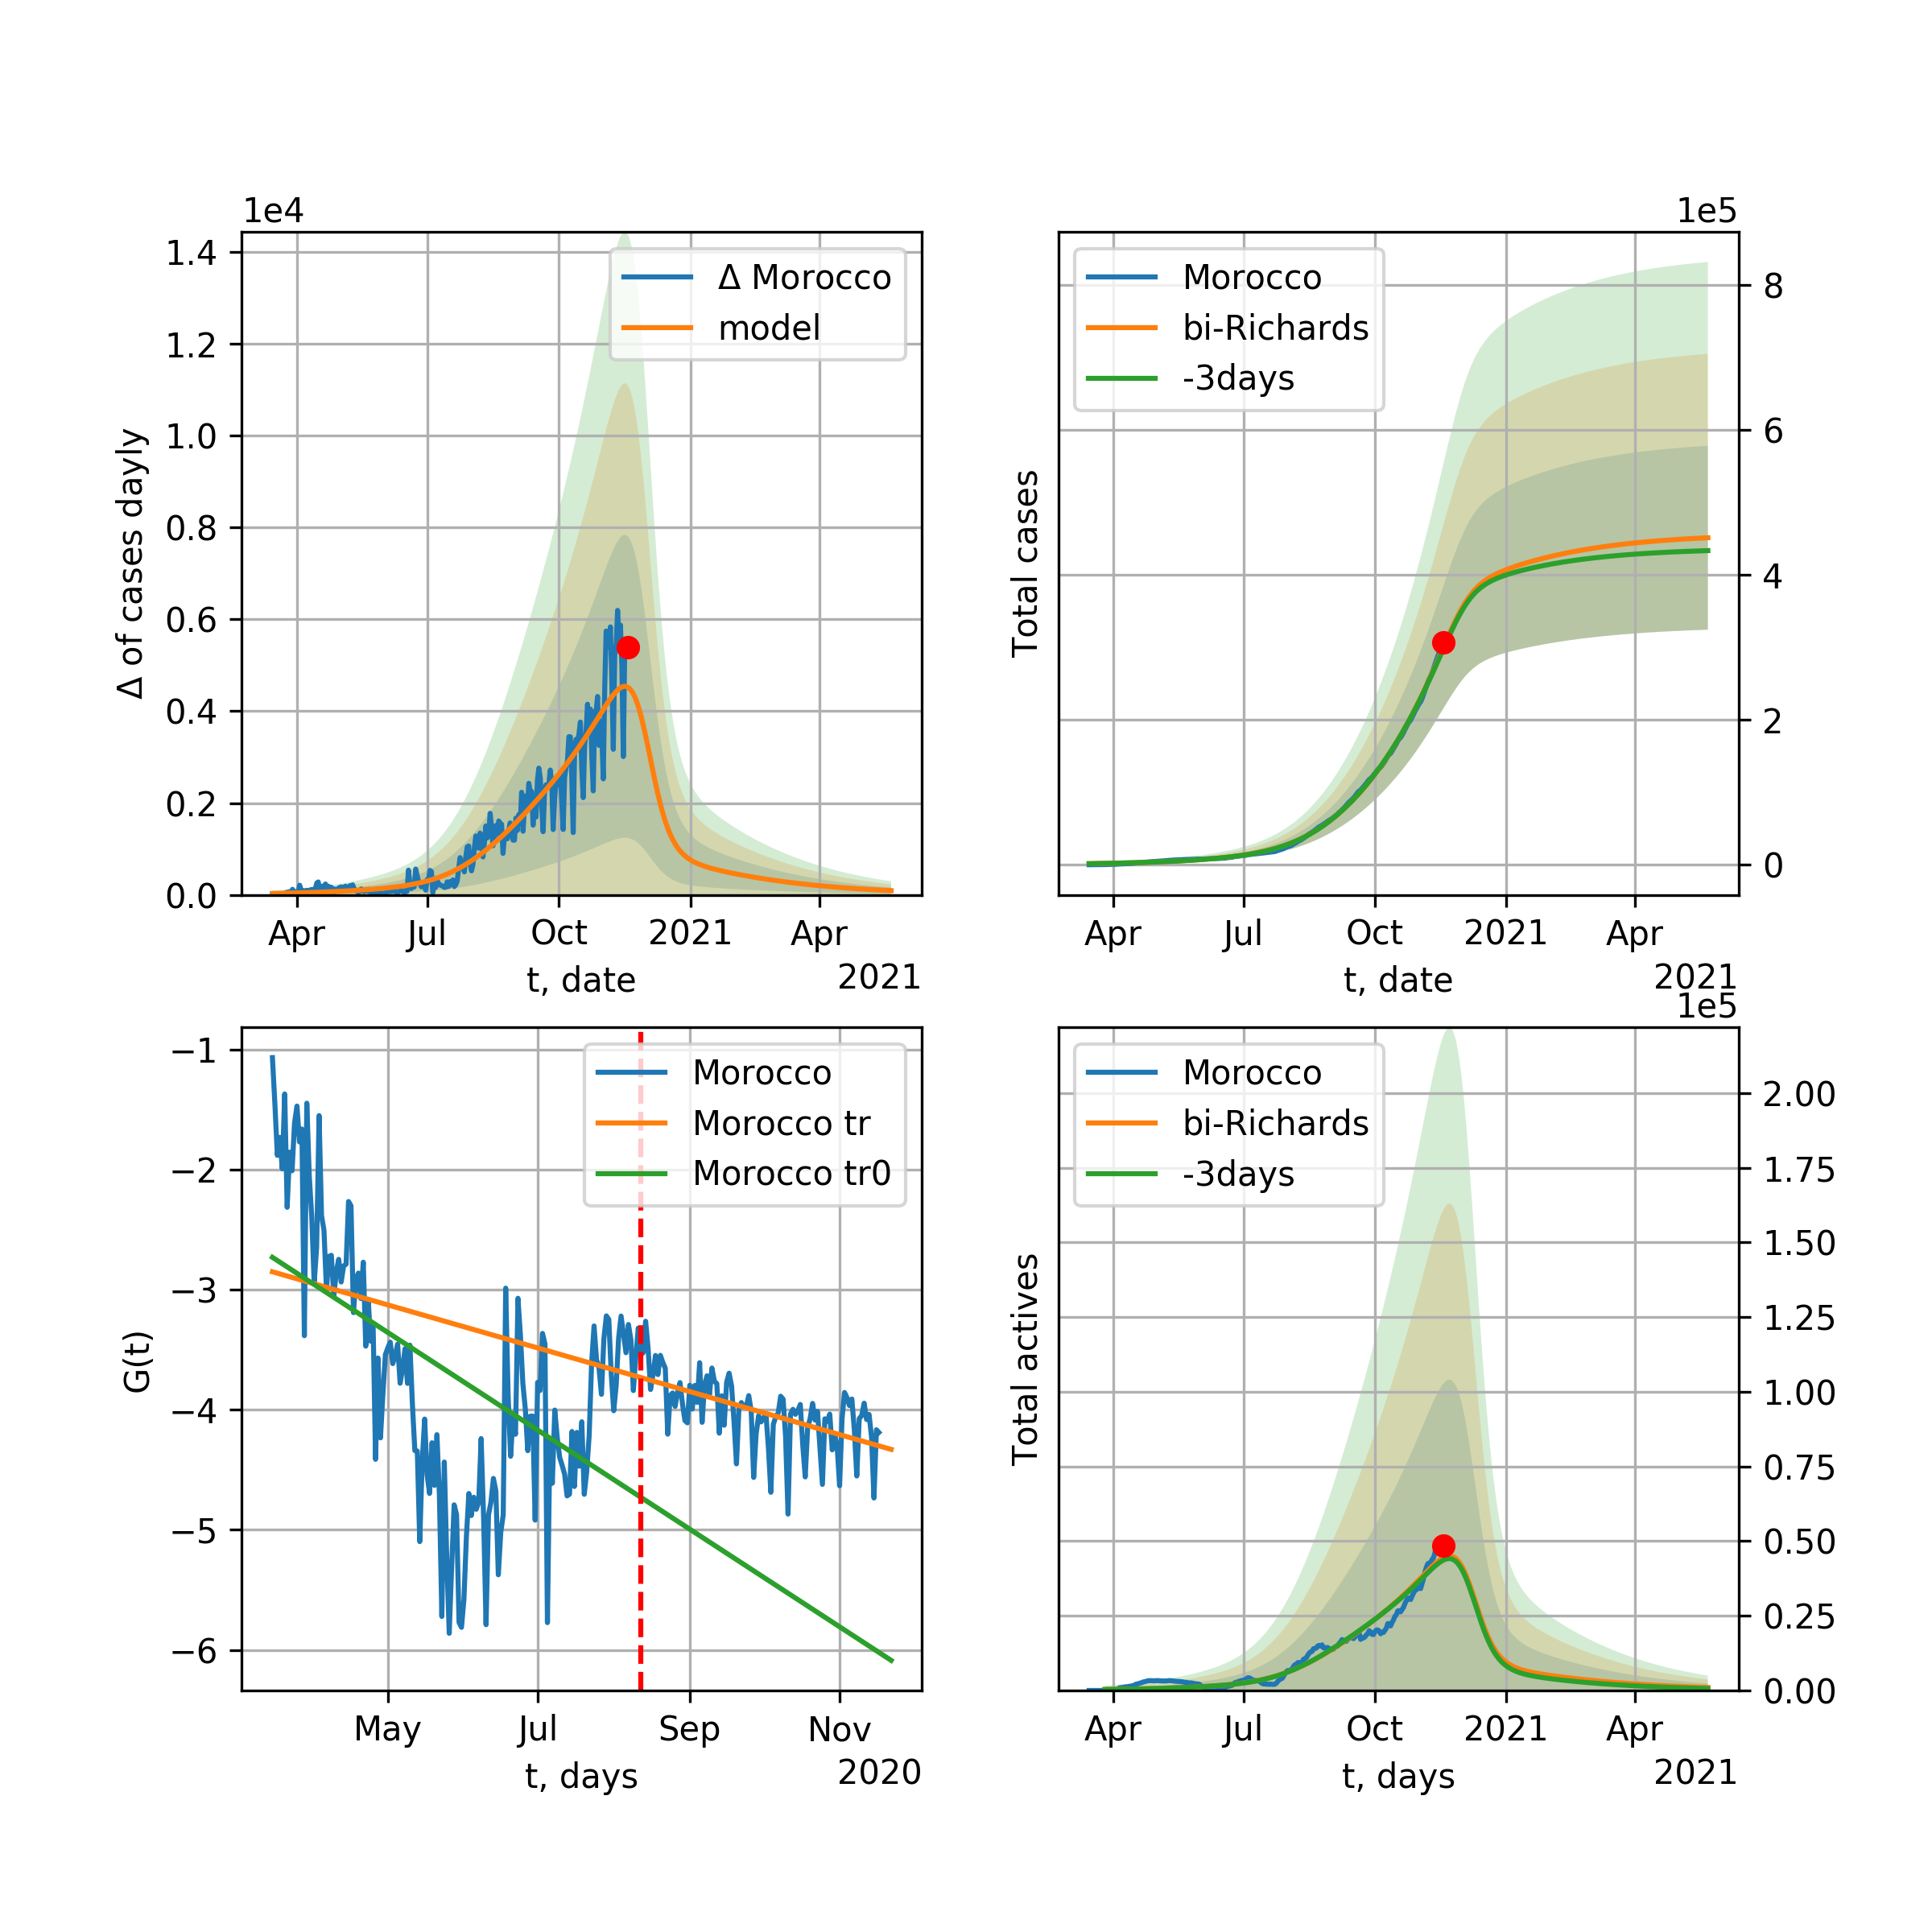 1e4
1.4
1.2
1.0
0.8
0.6
0.4
0.2
0.0
Δ of cases dayly
Δ Morocco
model
Apr Jul Oct 2021 Apr
t, date
2021
1e5
Morocco
bi-Richards
-3days
Total cases
8
6
4
2
0
Apr Jul Oct 2021 Apr
t, date
2021
−1
−2
−3
−4
−5
−6
G(t)
Morocco
Morocco tr
Morocco tr0
May Jul Sep Nov
t, days
2020
1e5
Morocco
bi-Richards
-3days
Total actives
2.00
1.75
1.50
1.25
1.00
0.75
0.50
0.25
0.00
Apr Jul Oct 2021 Apr
t, days
2021